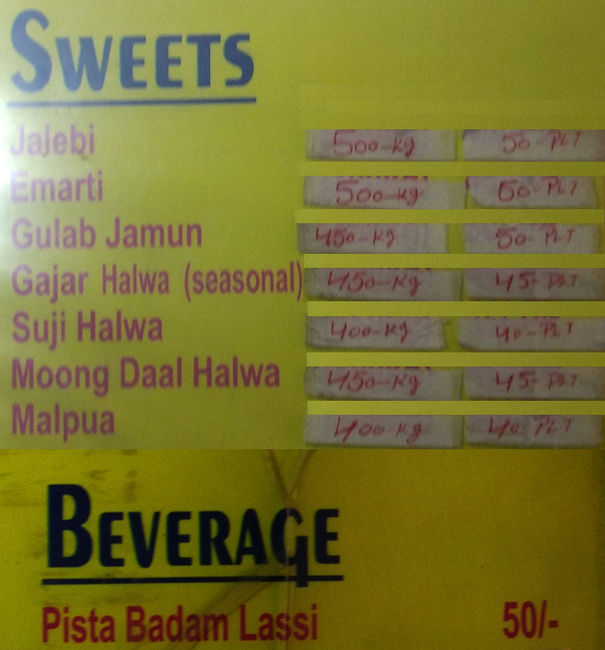 SWEETS
Jalebi 500-kg 50-PLT
Emarti 500-kg 50-PLT
Gulab Jamun 450-kg 50-PLT
Gajar Halwa (seasonal) 450-kg 45-PLT
Suji Halwa 400-kg 40-PLT
Moong Daal Halwa 450-kg 45-PLT
Malpua 400-kg 40-PLT
BEVERAGE
Pista Badam Lassi 50/-